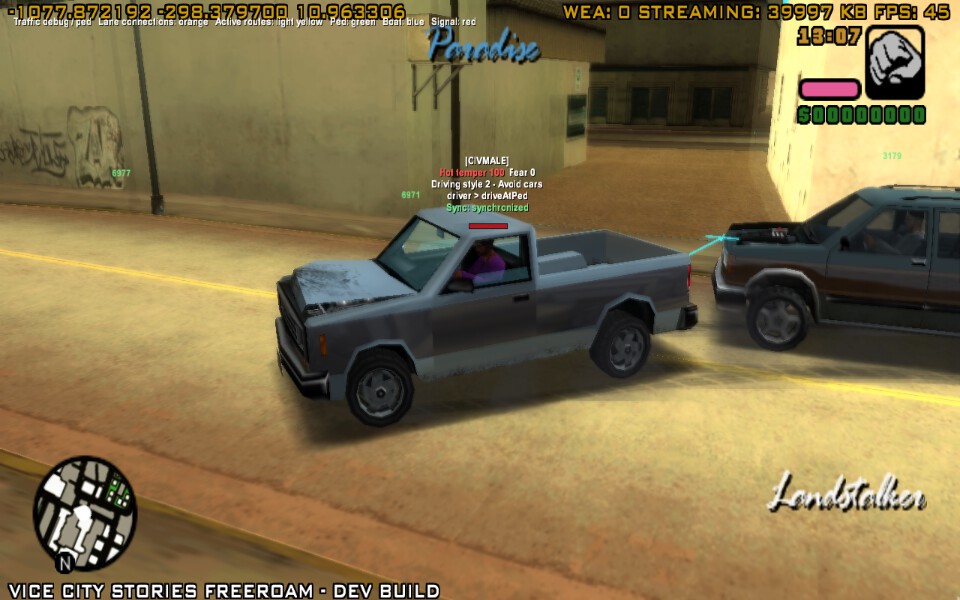 -1077.872192 -298.379700 10.963306
WEA: 0 STREAMING: 39997 KB FPS: 45
Traffic debug / ped Lane connections: orange Active routes: light yellow Ped: green Boat: blue Signal: red
13:07
Paradise
$00000000
3179
6977
6971
[CIVMALE]
Hot temper 100 Fear 0
Driving style 2 - Avoid cars
driver > driveAtPed
Sync: synchronized
Landstalker
N
VICE CITY STORIES FREEROAM - DEV BUILD